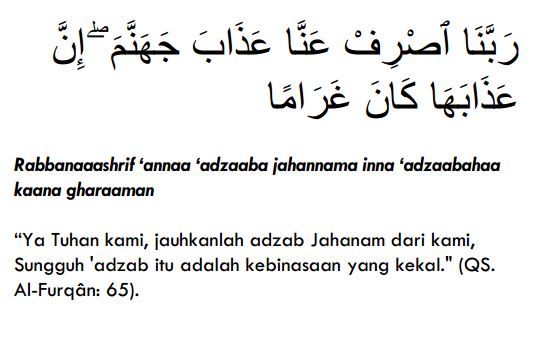 رَبَّنَا ٱصْرِفْ عَنَّا عَذَابَ جَهَنَّمَ ۖ إِنَّ
عَذَابَهَا كَانَ غَرَامًا
Rabbanaaashrif ‘annaa ‘adzaaba jahannama inna ‘adzaabahaa
kaana gharaaman
“Ya Tuhan kami, jauhkanlah adzab Jahanam dari kami,
Sungguh 'adzab itu adalah kebinasaan yang kekal." (QS.
Al-Furqân: 65).